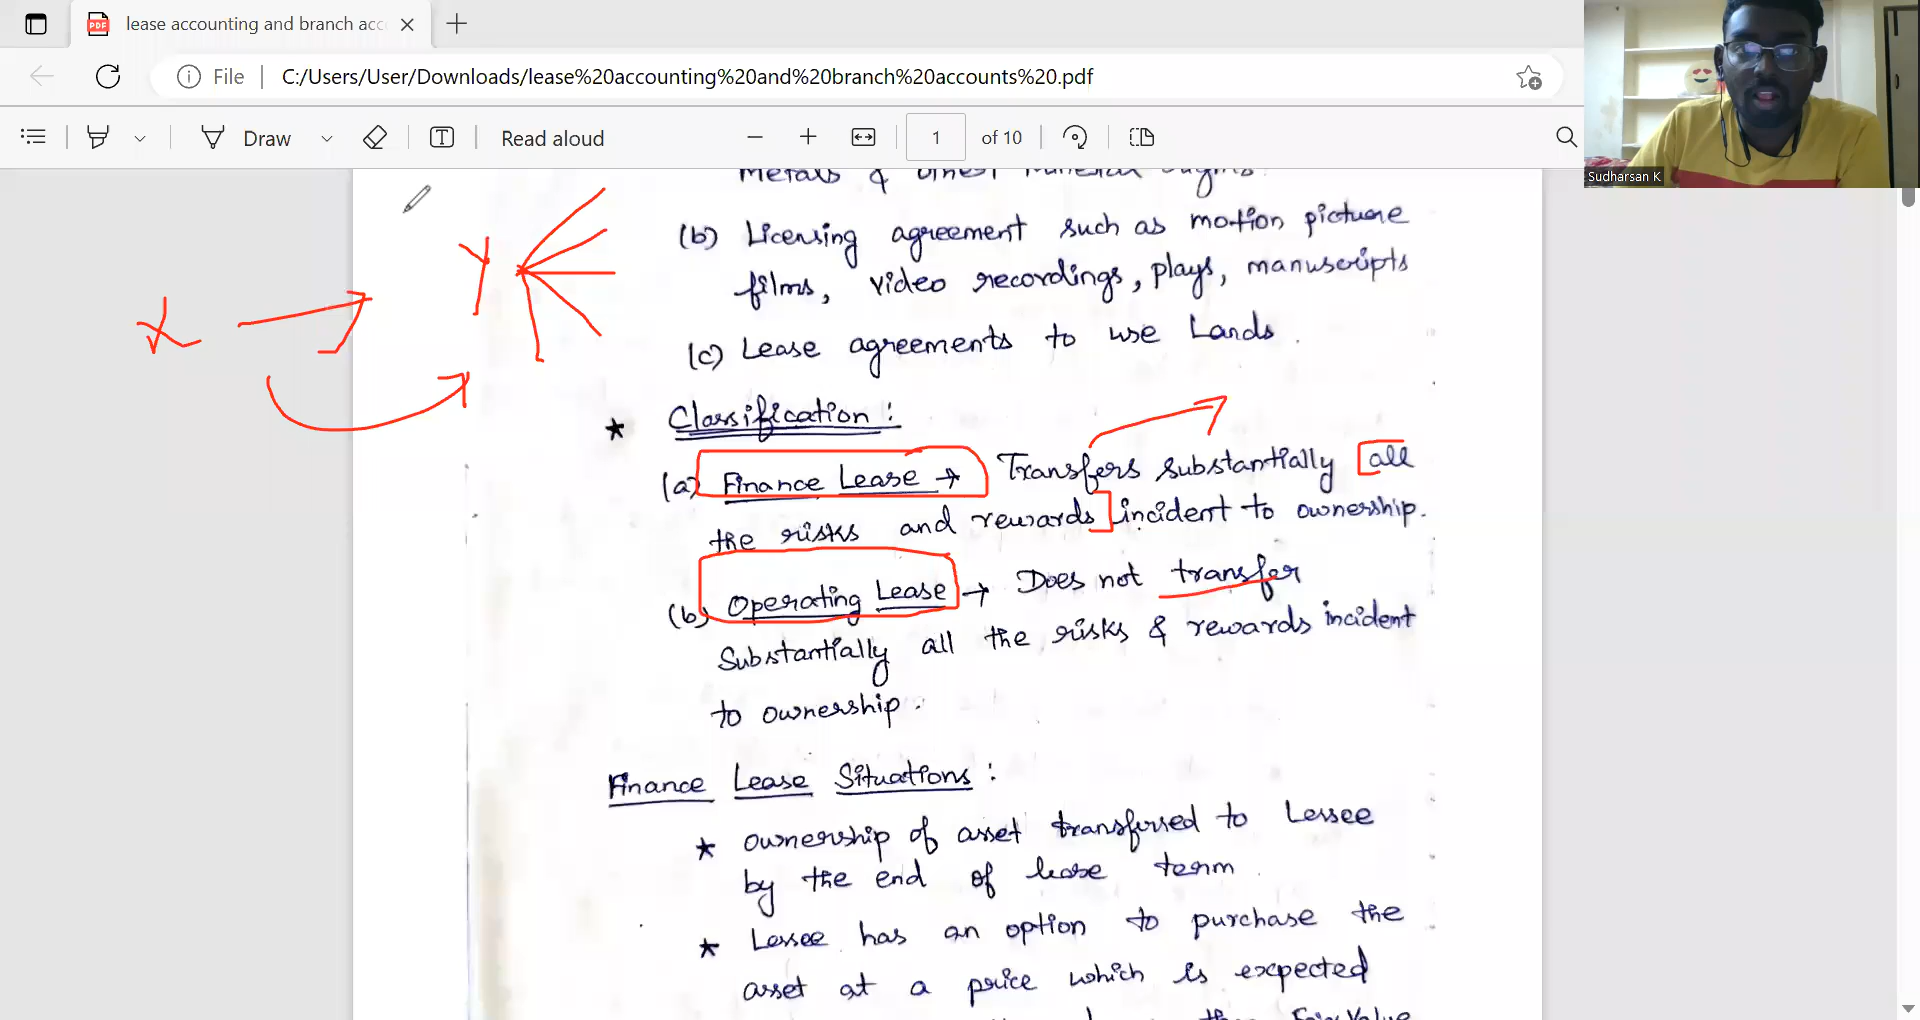 lease accounting and branch acc
File
C:/Users/User/Downloads/lease%20accounting%20and%20branch%20accounts%20.pdf
Draw
Read aloud
1 of 10
Sudharsan K
Metals &
(b) Licensing agreement such as motion picture
films, video recordings, plays, manuscripts
(c) Lease agreements to use Lands.
X
Y
★ Classification:
(a) Finance Lease → Transfers substantially all
the risks and rewards incident to ownership.
(b) Operating Lease → Does not transfer
Substantially all the risks & rewards incident
to ownership.
Finance Lease Situations:
★ ownership of asset transferred to Lessee
by the end of lease term
★ Lessee has an option to purchase the
asset at a price which is expected